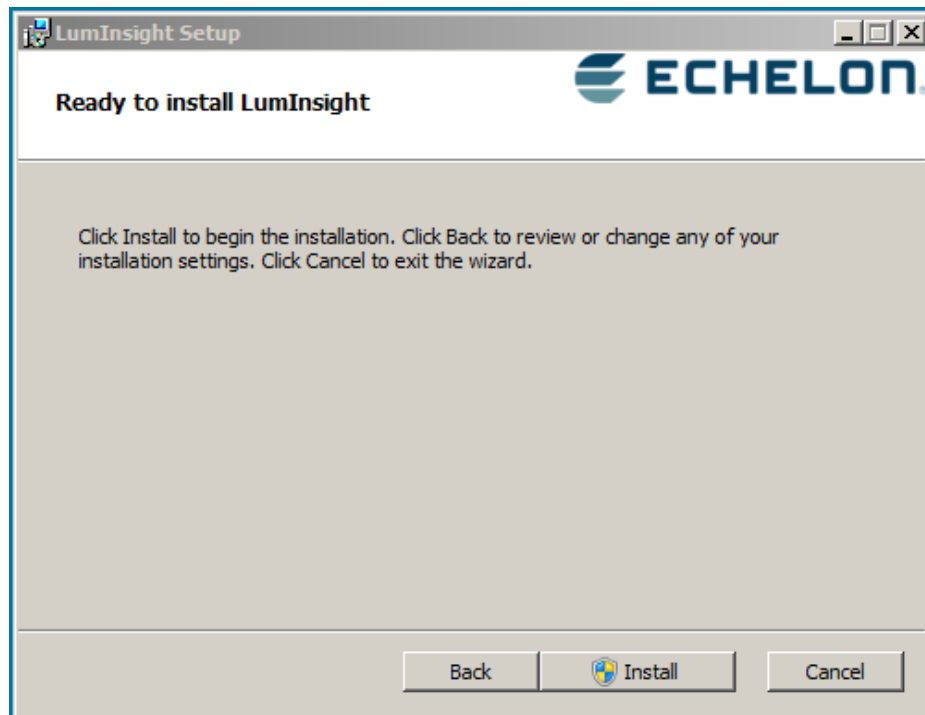 LumInsight Setup
ECHELON
Ready to install LumInsight
Click Install to begin the installation. Click Back to review or change any of your
installation settings. Click Cancel to exit the wizard.
Back Install Cancel